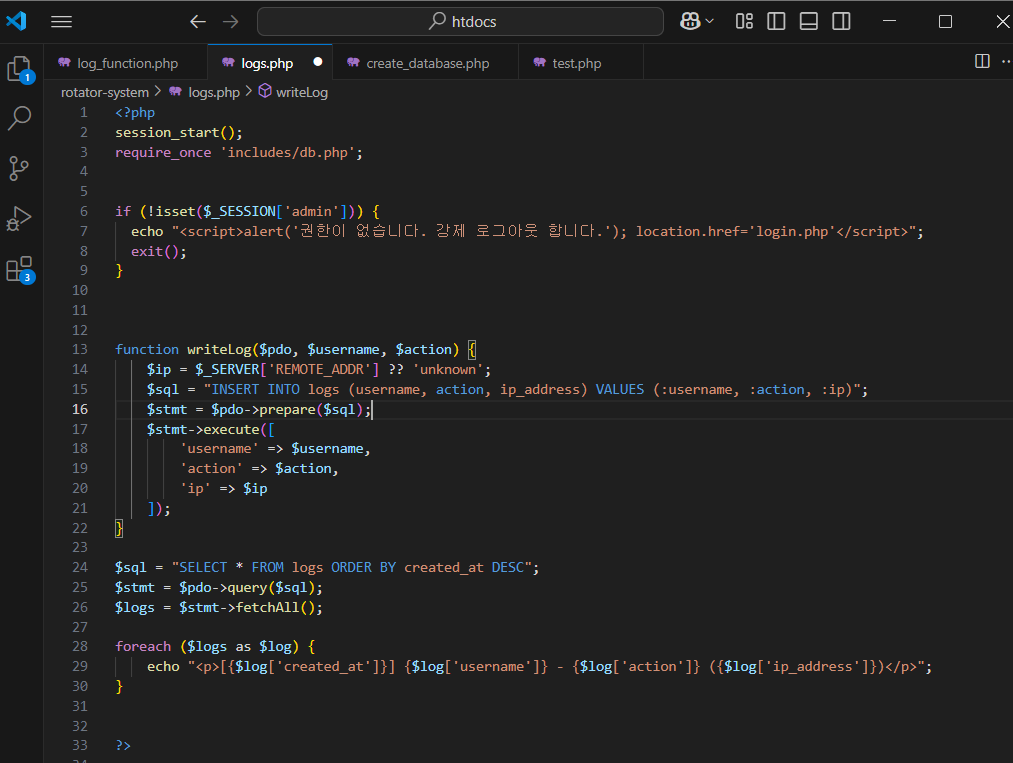 htdocs
log_function.php
logs.php
create_database.php
test.php
rotator-system > logs.php > writeLog
1
3
1 <?php
2 session_start();
3 require_once 'includes/db.php';
4
5
6 if (!isset($_SESSION['admin'])) {
7 echo "<script>alert('권한이 없습니다. 강제 로그아웃 합니다.'); location.href='login.php'</script>";
8 exit();
9 }
10
11
12
13 function writeLog($pdo, $username, $action) {
14 $ip = $_SERVER['REMOTE_ADDR'] ?? 'unknown';
15 $sql = "INSERT INTO logs (username, action, ip_address) VALUES (:username, :action, :ip)";
16 $stmt = $pdo->prepare($sql);
17 $stmt->execute([
18 'username' => $username,
19 'action' => $action,
20 'ip' => $ip
21 ]);
22 }
23
24 $sql = "SELECT * FROM logs ORDER BY created_at DESC";
25 $stmt = $pdo->query($sql);
26 $logs = $stmt->fetchAll();
27
28 foreach ($logs as $log) {
29 echo "<p>[{$log['created_at']}] {$log['username']} - {$log['action']} ({$log['ip_address']})</p>";
30 }
31
32
33 ?>